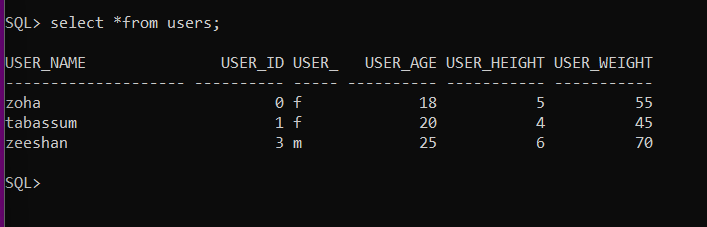 SQL> select *from users;
USER_NAME               USER_ID USER_   USER_AGE USER_HEIGHT USER_WEIGHT
-------------------- ---------- ----- ---------- ----------- -----------
zoha                          0 f             18           5          55
tabassum                      1 f             20           4          45
zeeshan                       3 m             25           6          70
SQL>